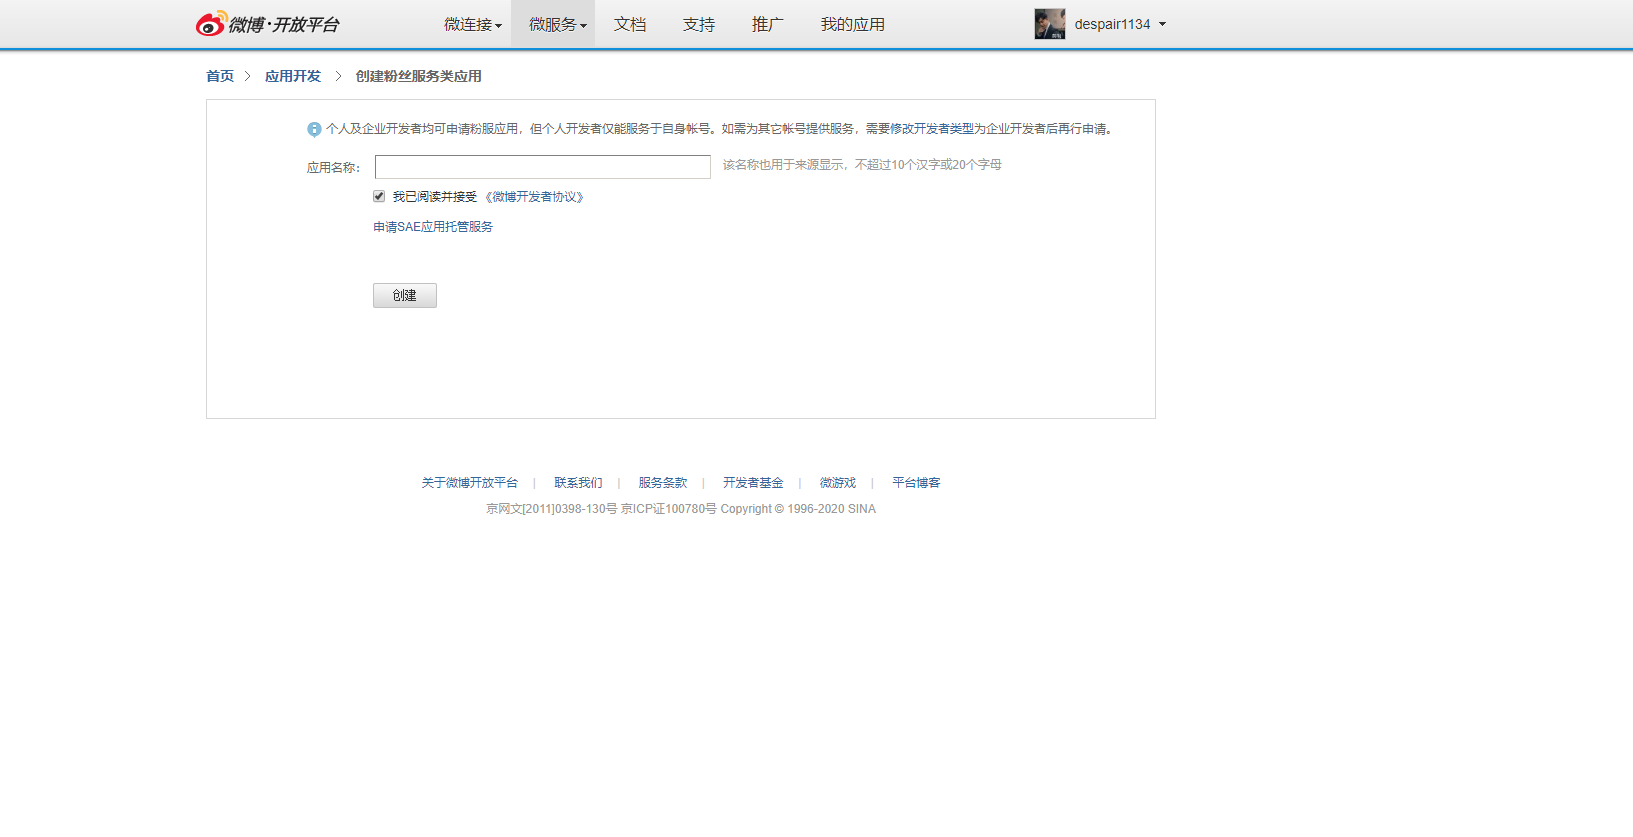 微博·开放平台 微连接 微服务 文档 支持 推广 我的应用 despair1134
首页 > 应用开发 > 创建粉丝服务类应用
个人及企业开发者均可申请粉服应用，但个人开发者仅能服务于自身帐号。如需为其它帐号提供服务，需要修改开发者类型为企业开发者后再行申请。
应用名称： 该名称也用于来源显示，不超过10个汉字或20个字母
我已阅读并接受《微博开发者协议》
申请SAE应用托管服务
创建
关于微博开放平台 | 联系我们 | 服务条款 | 开发者基金 | 微游戏 | 平台博客
京网文[2011]0398-130号 京ICP证100780号 Copyright © 1996-2020 SINA